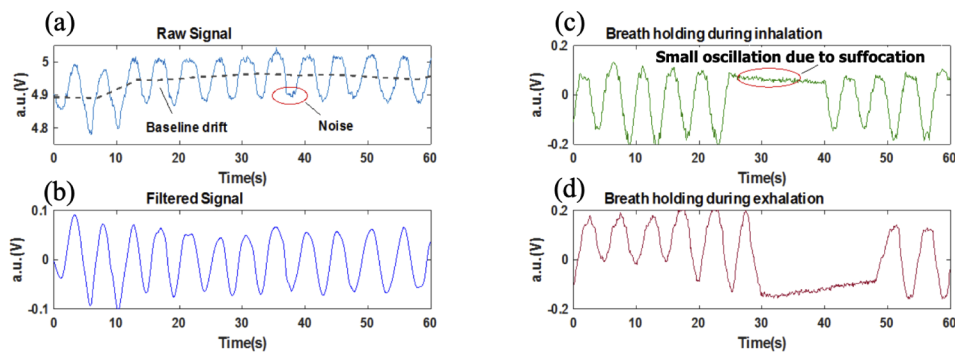 (a)
Raw Signal
5
4.9
4.8
a.u.(V)
Baseline drift
Noise
0 10 20 30 40 50 60
Time(s)
(b)
Filtered Signal
0.1
0
-0.1
a.u.(V)
0 10 20 30 40 50 60
Time(s)
(c)
Breath holding during inhalation
Small oscillation due to suffocation
0.2
0
-0.2
a.u.(V)
0 10 20 30 40 50 60
Time(s)
(d)
Breath holding during exhalation
0.2
0
-0.2
a.u.(V)
0 10 20 30 40 50 60
Time(s)